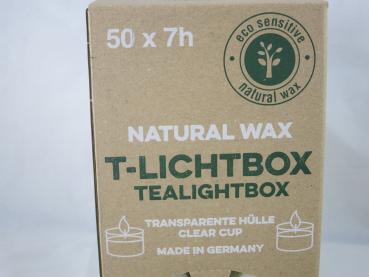 50 x 7h
eco sensitive
natural wax
NATURAL WAX
T-LICHTBOX
TEALIGHTBOX
TRANSPARENTE HÜLLE
CLEAR CUP
MADE IN GERMANY